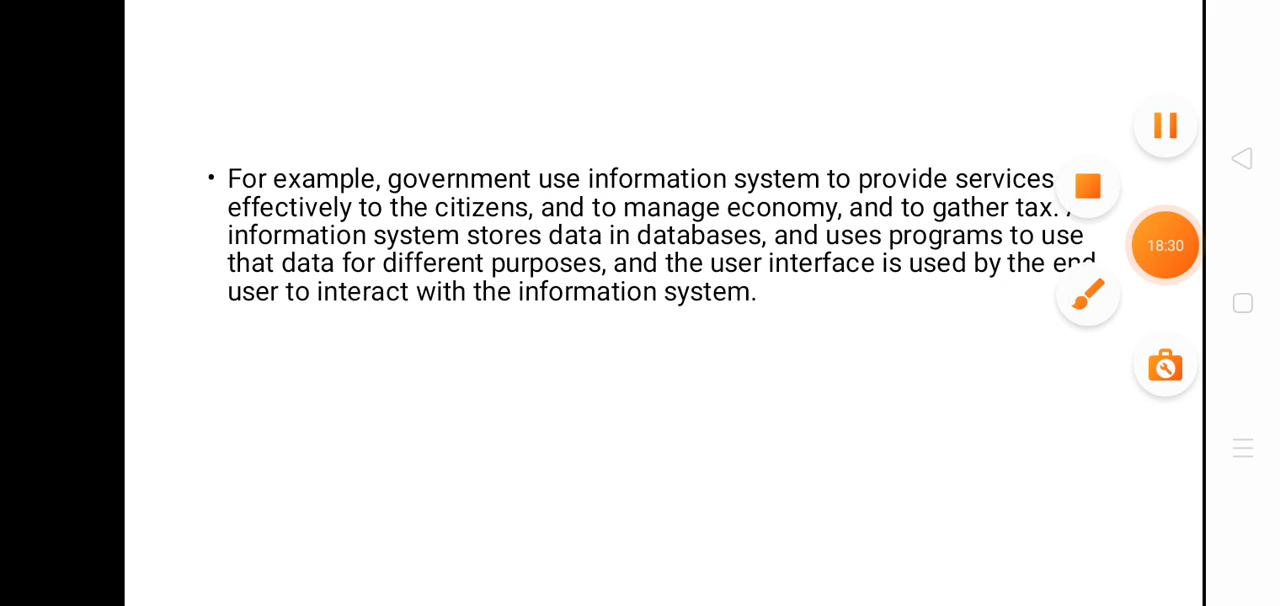 • For example, government use information system to provide services
effectively to the citizens, and to manage economy, and to gather tax.
information system stores data in databases, and uses programs to use
that data for different purposes, and the user interface is used by the end
user to interact with the information system.
18:30